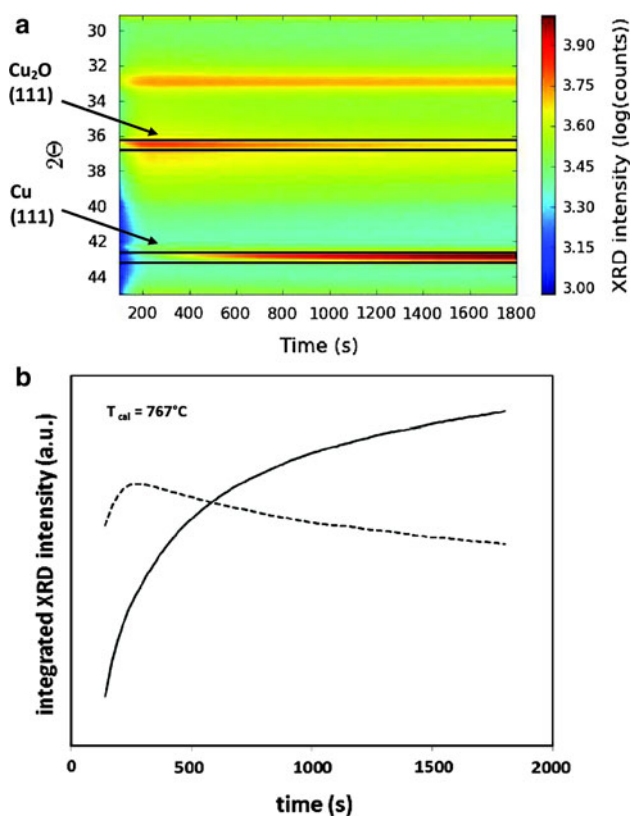 a
Cu₂O
(111)
Cu
(111)
2Θ
30
32
34
36
38
40
42
44
200 400 600 800 1000 1200 1400 1600 1800
Time (s)
3.90
3.75
3.60
3.45
3.30
3.15
3.00
XRD intensity (log(counts))
b
T cal = 767°C
integrated XRD intensity (a.u.)
0 500 1000 1500 2000
time (s)